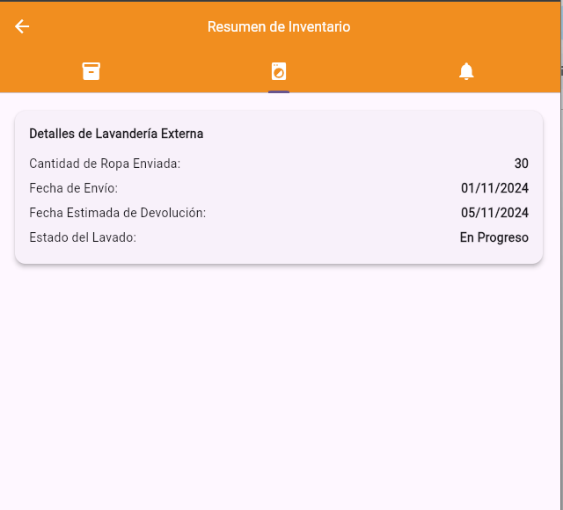 Resumen de Inventario
Detalles de Lavandería Externa
Cantidad de Ropa Enviada: 30
Fecha de Envío: 01/11/2024
Fecha Estimada de Devolución: 05/11/2024
Estado del Lavado: En Progreso